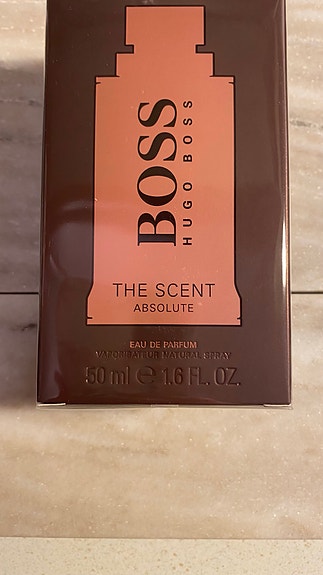 BOSS
HUGO BOSS
THE SCENT
ABSOLUTE
EAU DE PARFUM
VAPORISATEUR NATURAL SPRAY
50 ml ℮ 1.6 FL. OZ.